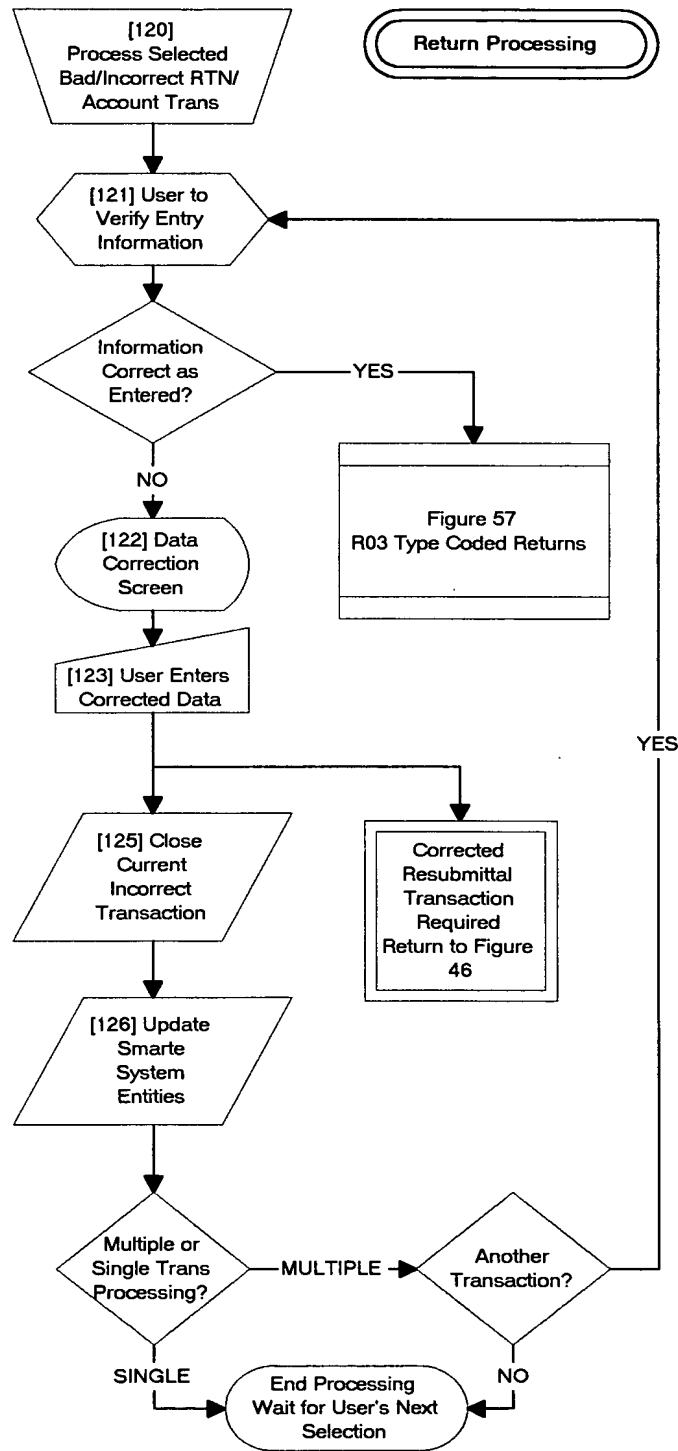 [120]
Process Selected
Bad/Incorrect RTN/
Account Trans
Return Processing
[121] User to
Verify Entry
Information
Information
Correct as
Entered?
YES
NO
Figure 57
R03 Type Coded Returns
[122] Data
Correction
Screen
[123] User Enters
Corrected Data
YES
[125] Close
Current
Incorrect
Transaction
Corrected
Resubmittal
Transaction
Required
Return to Figure
46
[126] Update
Smarte
System
Entities
Multiple or
Single Trans
Processing?
MULTIPLE
Another
Transaction?
SINGLE
NO
End Processing
Wait for User's Next
Selection